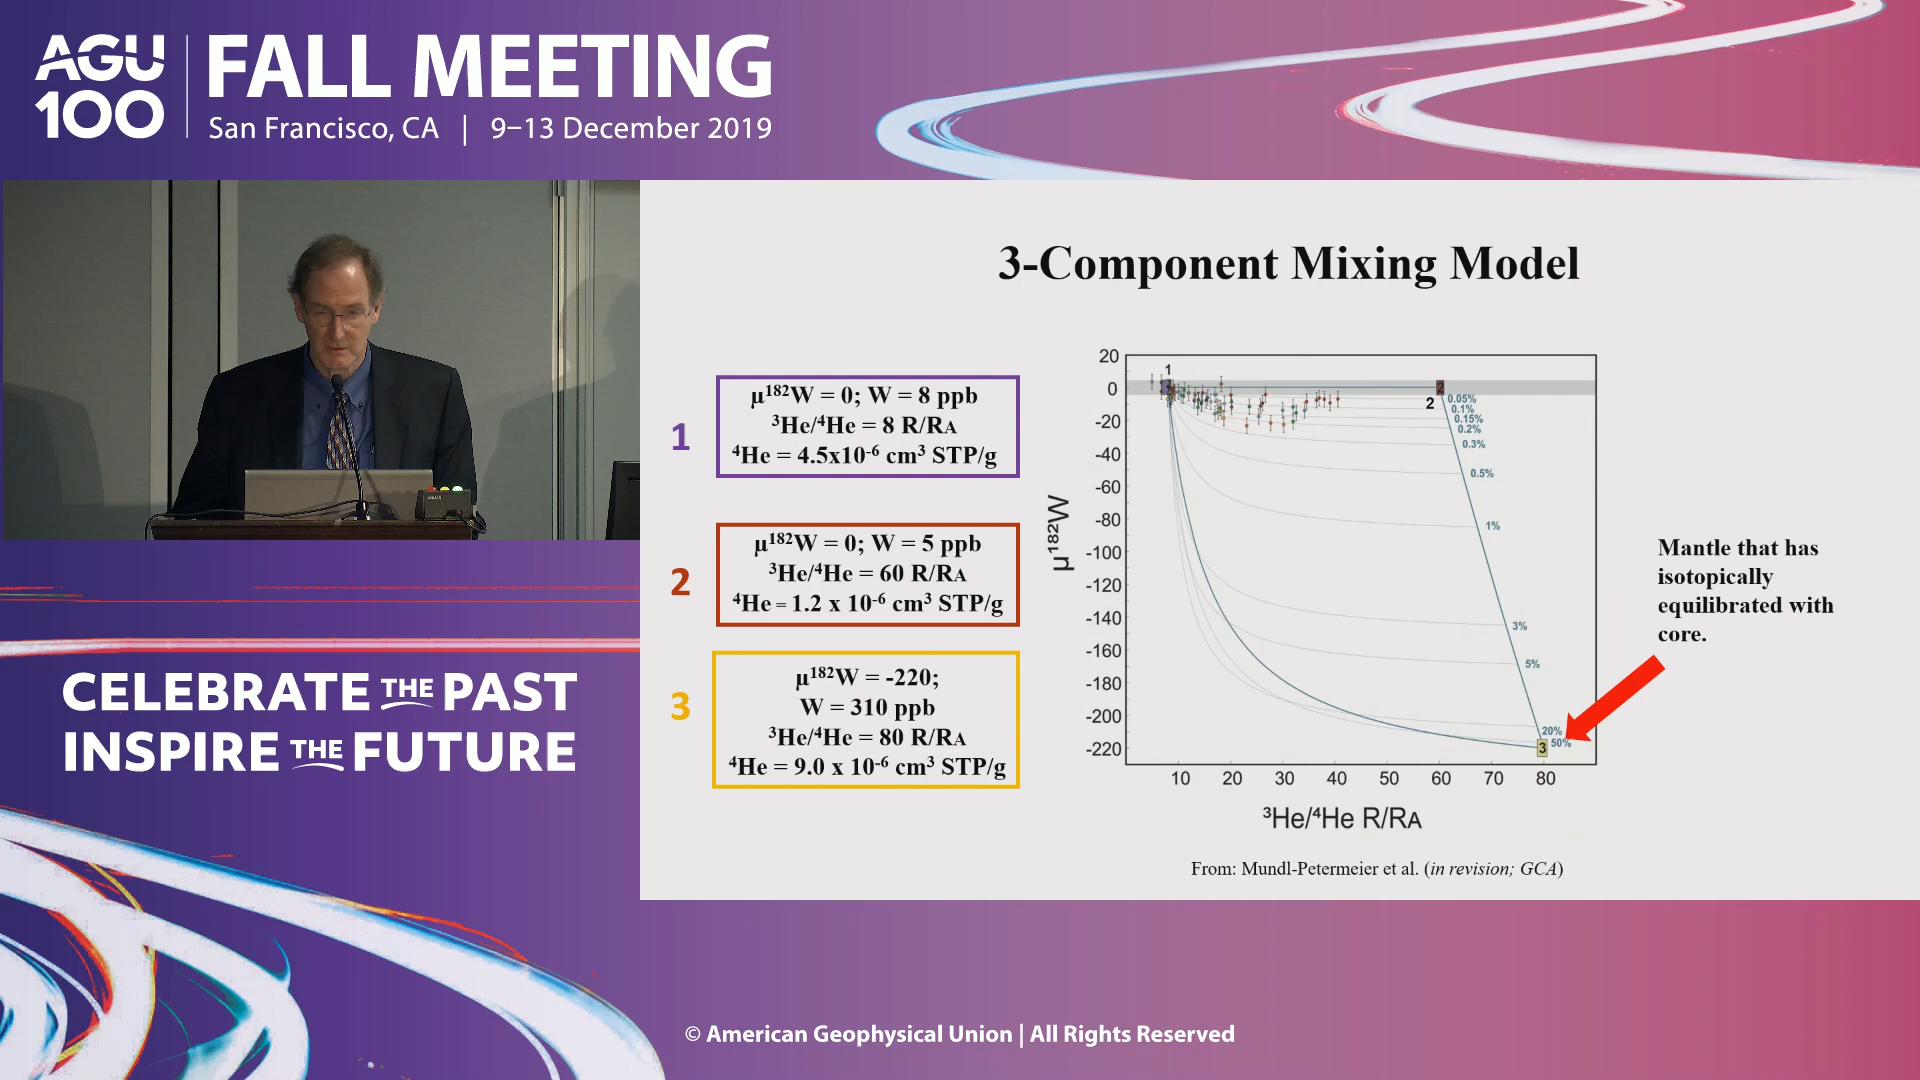 AGU
100
FALL MEETING
San Francisco, CA | 9–13 December 2019
3-Component Mixing Model
1
μ¹⁸²W = 0; W = 8 ppb
³He/⁴He = 8 R/RA
⁴He = 4.5x10⁻⁶ cm³ STP/g
2
μ¹⁸²W = 0; W = 5 ppb
³He/⁴He = 60 R/RA
⁴He = 1.2 x 10⁻⁶ cm³ STP/g
3
μ¹⁸²W = -220;
W = 310 ppb
³He/⁴He = 80 R/RA
⁴He = 9.0 x 10⁻⁶ cm³ STP/g
μ¹⁸²W
20
0
-20
-40
-60
-80
-100
-120
-140
-160
-180
-200
-220
1
2
2
0.05%
0.1%
0.15%
0.2%
0.3%
0.5%
1%
3%
5%
20%
50%
3
10 20 30 40 50 60 70 80
³He/⁴He R/RA
Mantle that has
isotopically
equilibrated with
core.
From: Mundl-Petermeier et al. (in revision; GCA)
CELEBRATE THE PAST
INSPIRE THE FUTURE
© American Geophysical Union | All Rights Reserved